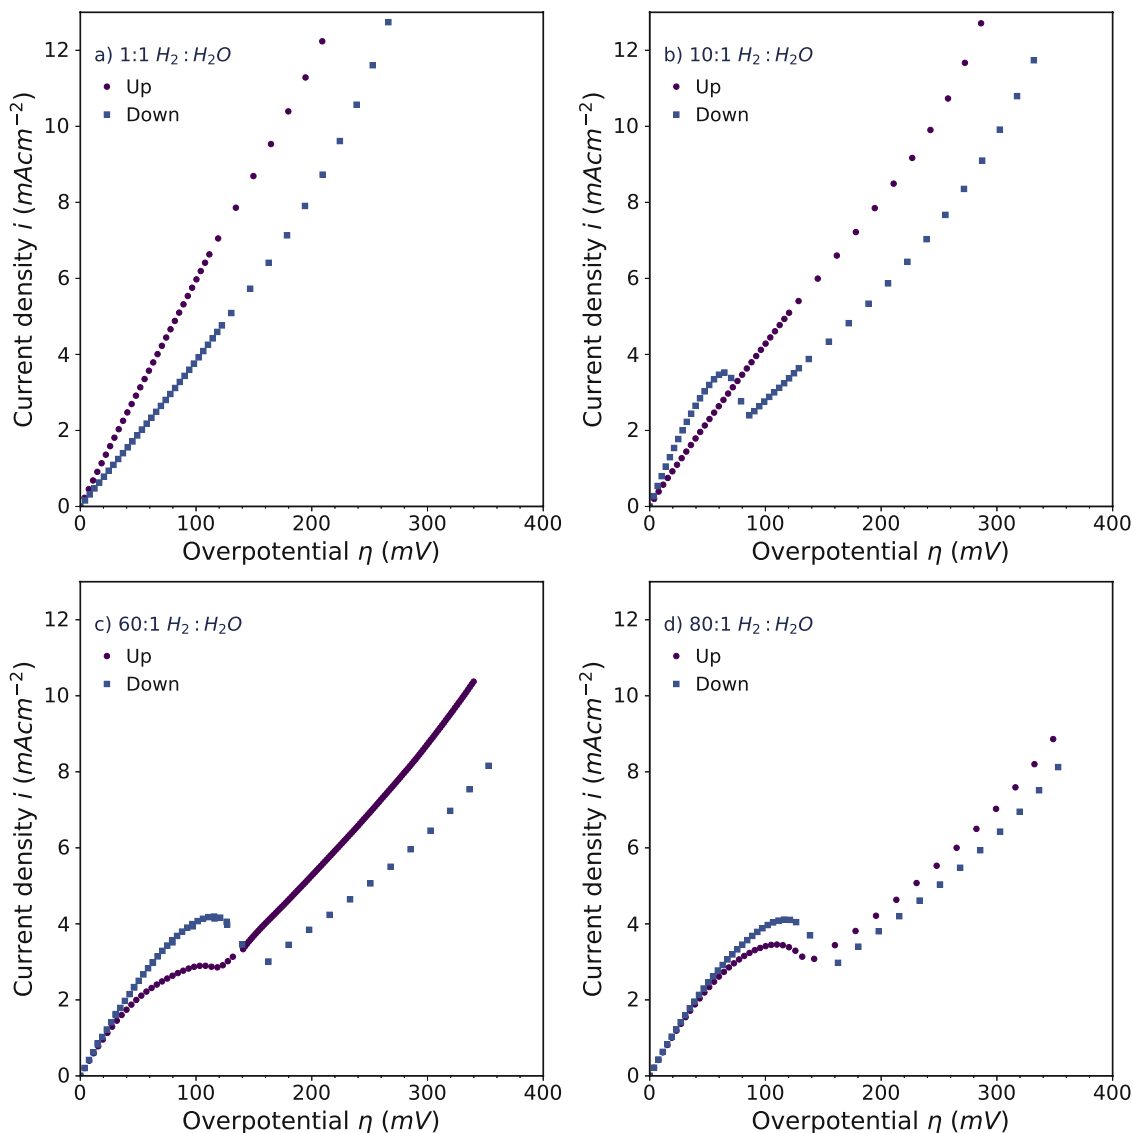 a) 1:1 H₂ : H₂O
Up
Down
12
10
8
6
4
2
0
0 100 200 300 400
Current density i (mAcm⁻²)
Overpotential η (mV)
b) 10:1 H₂ : H₂O
Up
Down
12
10
8
6
4
2
0
0 100 200 300 400
Current density i (mAcm⁻²)
Overpotential η (mV)
c) 60:1 H₂ : H₂O
Up
Down
12
10
8
6
4
2
0
0 100 200 300 400
Current density i (mAcm⁻²)
Overpotential η (mV)
d) 80:1 H₂ : H₂O
Up
Down
12
10
8
6
4
2
0
0 100 200 300 400
Current density i (mAcm⁻²)
Overpotential η (mV)